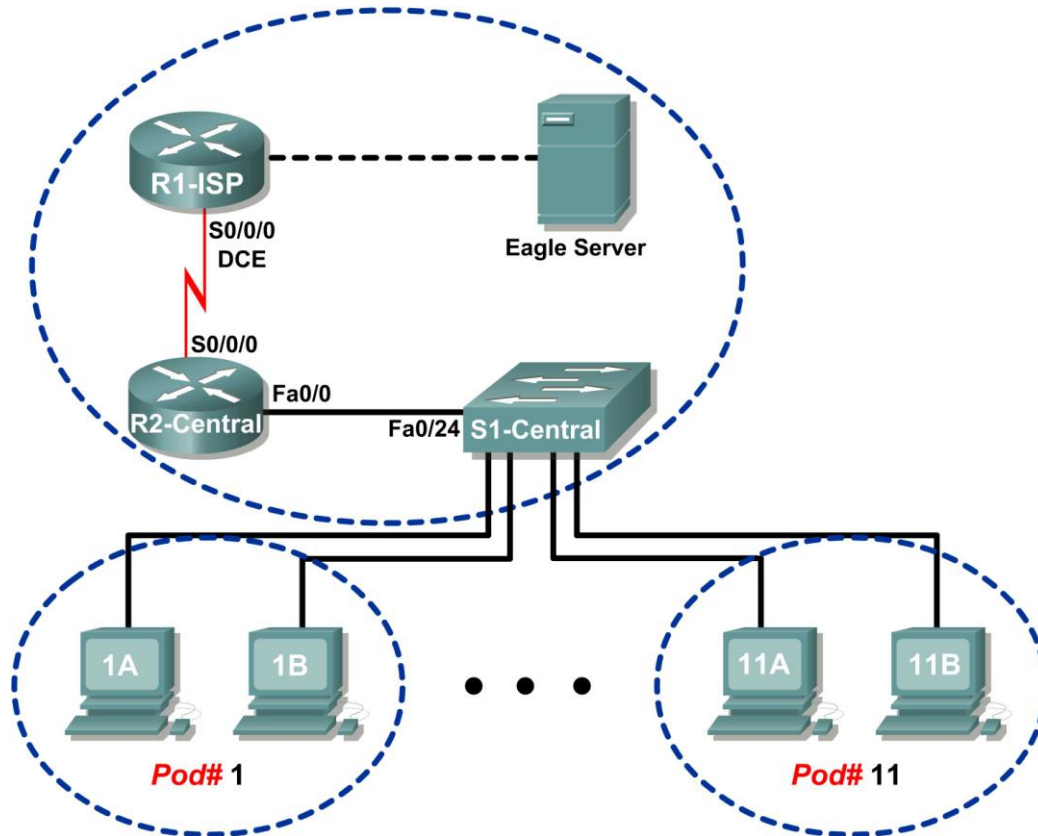 R1-ISP
S0/0/0
DCE
Eagle Server
S0/0/0
R2-Central
Fa0/0
Fa0/24
S1-Central
1A
1B
11A
11B
Pod# 1
Pod# 11